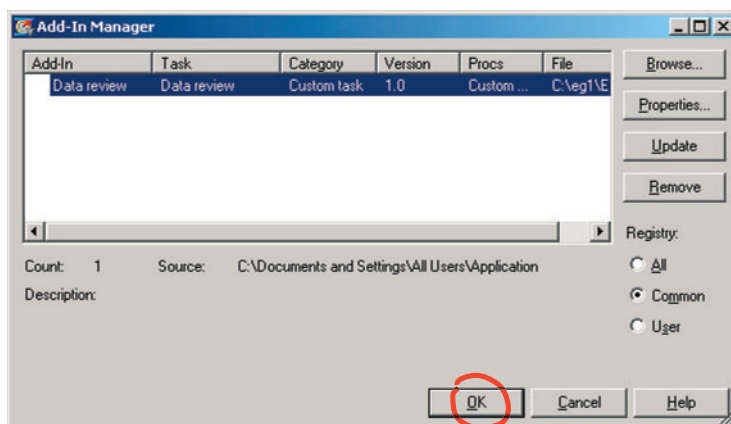 Add-In Manager
Add-In Task Category Version Procs File
Data review Data review Custom task 1.0 Custom ... C:\eg1\E
Browse...
Properties...
Update
Remove
Registry:
All
Common
User
Count: 1 Source: C:\Documents and Settings\All Users\Application
Description:
OK Cancel Help